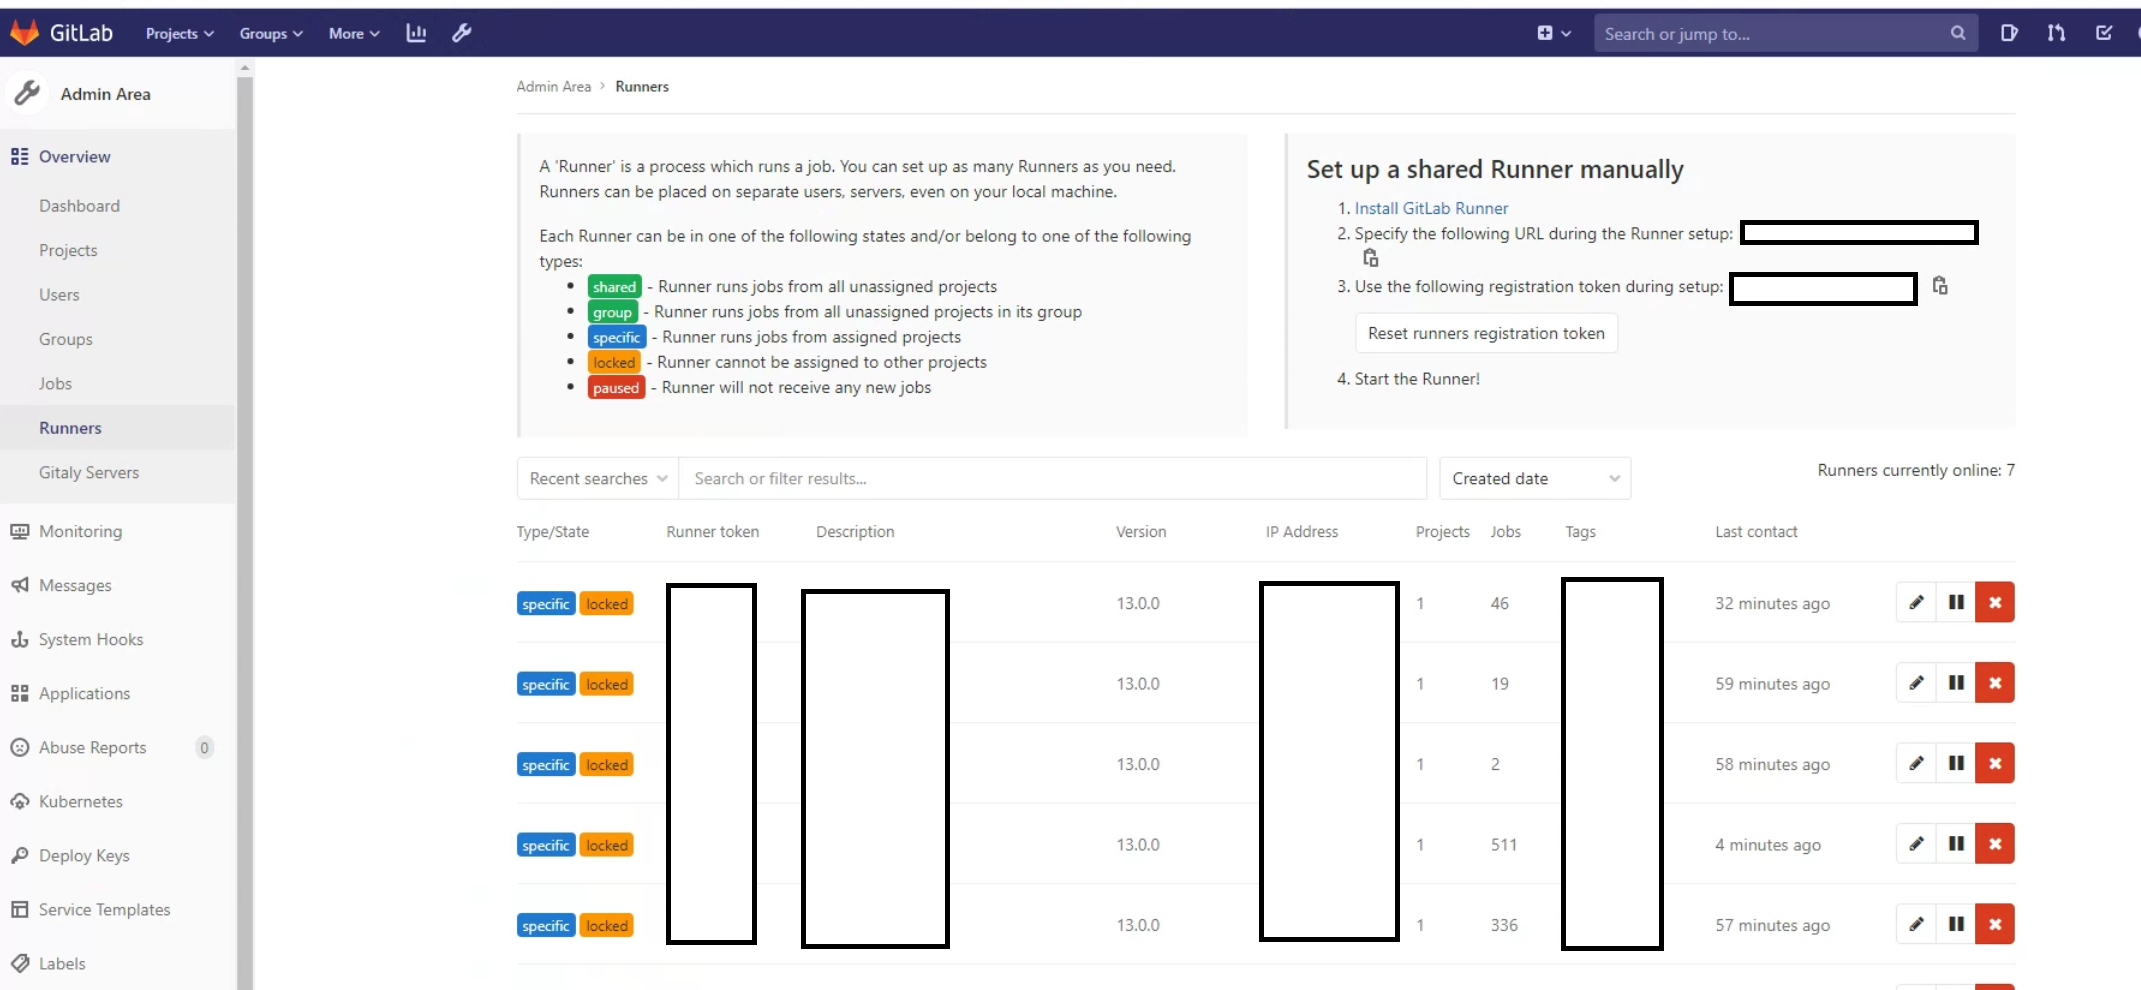 GitLab Projects Groups More Search or jump to...
Admin Area
Overview
Dashboard
Projects
Users
Groups
Jobs
Runners
Gitaly Servers
Monitoring
Messages
System Hooks
Applications
Abuse Reports 0
Kubernetes
Deploy Keys
Service Templates
Labels
Admin Area > Runners
A 'Runner' is a process which runs a job. You can set up as many Runners as you need.
Runners can be placed on separate users, servers, even on your local machine.
Each Runner can be in one of the following states and/or belong to one of the following
types:
• shared - Runner runs jobs from all unassigned projects
• group - Runner runs jobs from all unassigned projects in its group
• specific - Runner runs jobs from assigned projects
• locked - Runner cannot be assigned to other projects
• paused - Runner will not receive any new jobs
Set up a shared Runner manually
1. Install GitLab Runner
2. Specify the following URL during the Runner setup:
3. Use the following registration token during setup:
Reset runners registration token
4. Start the Runner!
Recent searches Search or filter results... Created date Runners currently online: 7
Type/State Runner token Description Version IP Address Projects Jobs Tags Last contact
specific locked 13.0.0 1 46 32 minutes ago
specific locked 13.0.0 1 19 59 minutes ago
specific locked 13.0.0 1 2 58 minutes ago
specific locked 13.0.0 1 511 4 minutes ago
specific locked 13.0.0 1 336 57 minutes ago